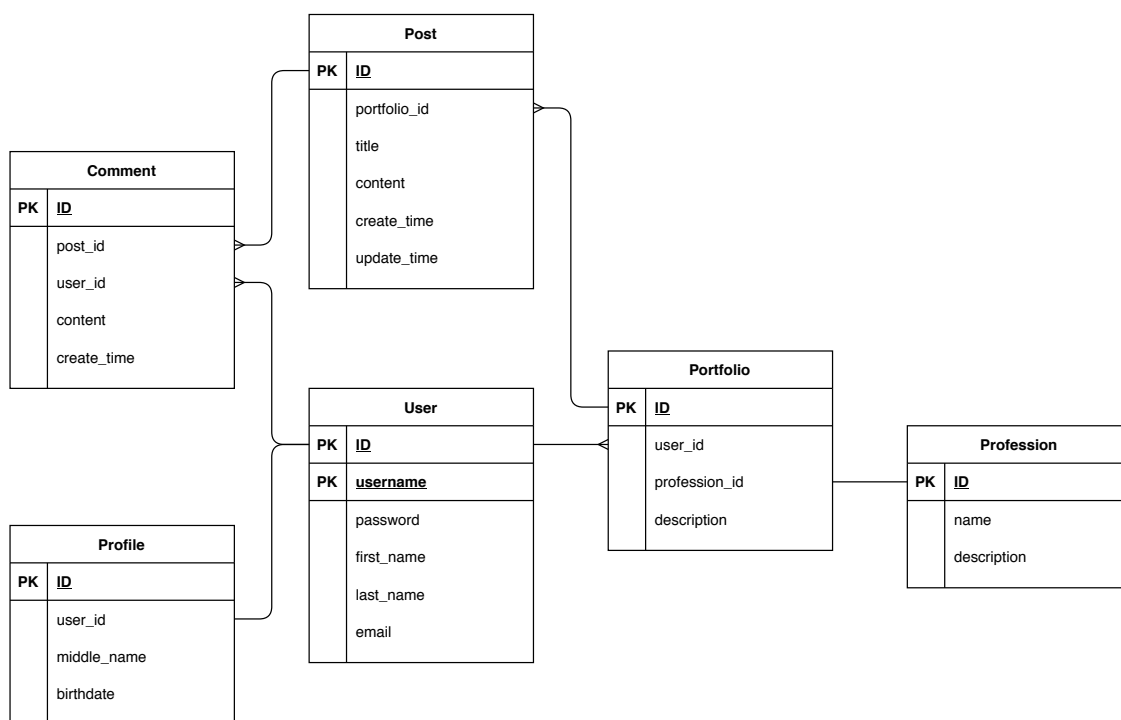 Post
PK ID
portfolio_id
title
content
create_time
update_time
Comment
PK ID
post_id
user_id
content
create_time
User
PK ID
PK username
password
first_name
last_name
email
Portfolio
PK ID
user_id
profession_id
description
Profession
PK ID
name
description
Profile
PK ID
user_id
middle_name
birthdate